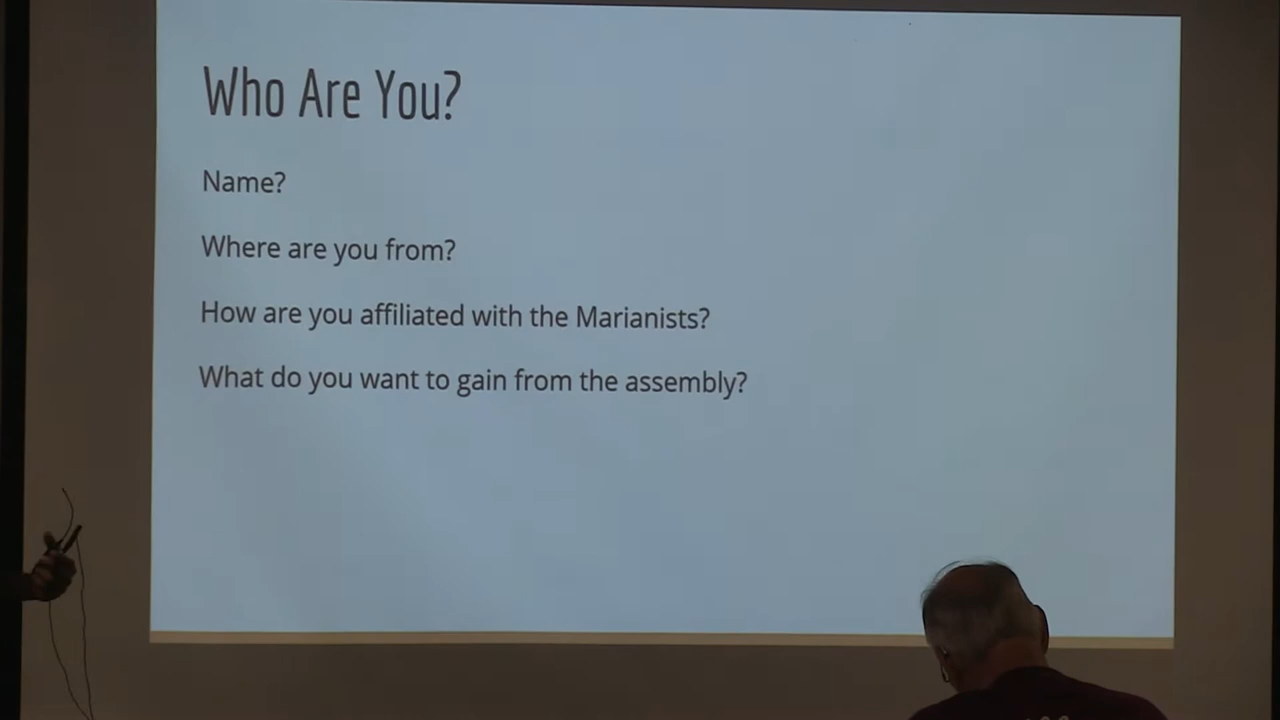 Who Are You?
Name?
Where are you from?
How are you affiliated with the Marianists?
What do you want to gain from the assembly?